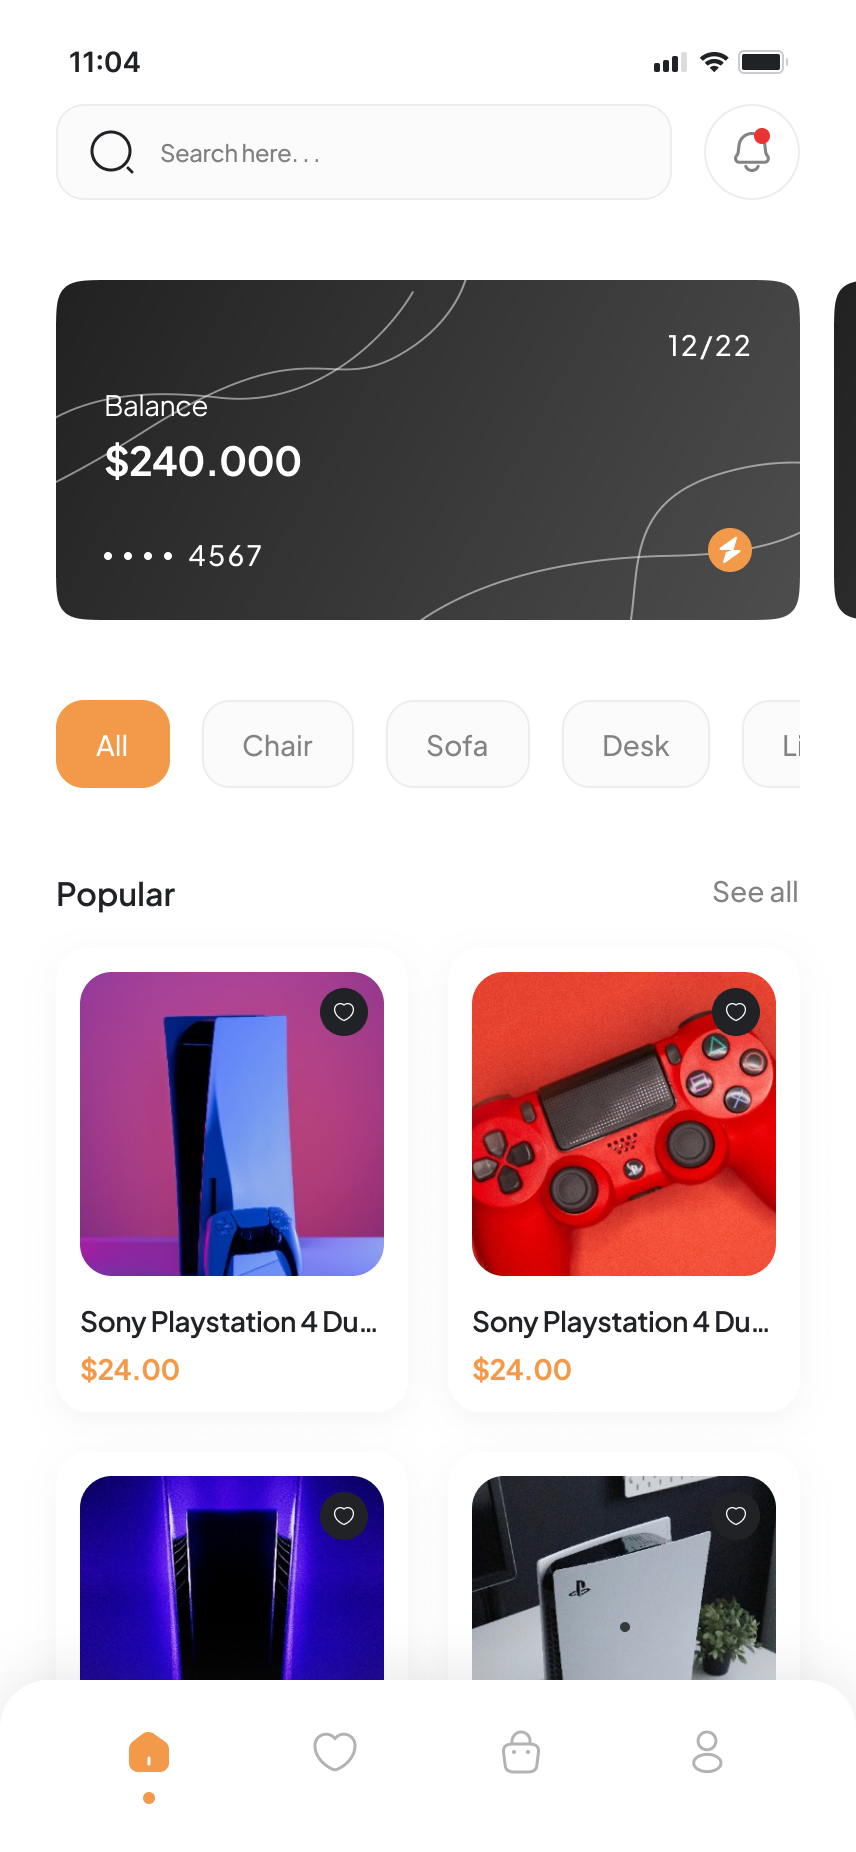 11:04
Search here. . .
12/22
Balance
$240.000
•••• 4567
All
Chair
Sofa
Desk
Li
Popular
See all
Sony Playstation 4 Du...
Sony Playstation 4 Du...
$24.00
$24.00